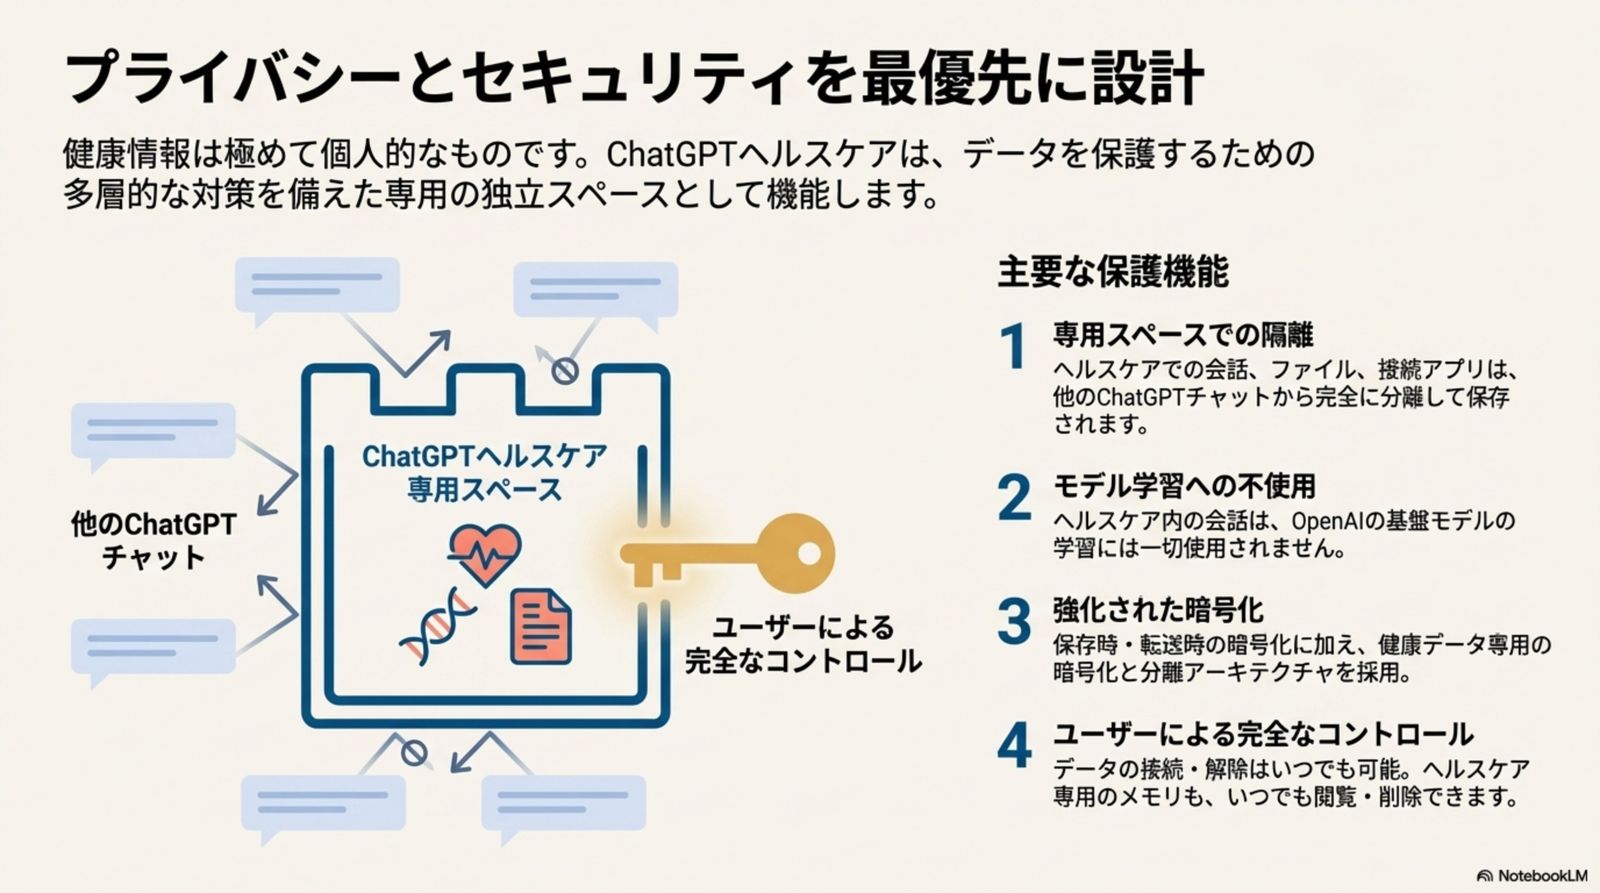 プライバシーとセキュリティを最優先に設計
健康情報は極めて個人的なものです。ChatGPTヘルスケアは、データを保護するための
多層的な対策を備えた専用の独立スペースとして機能します。
ChatGPTヘルスケア
専用スペース
他のChatGPT
チャット
ユーザーによる
完全なコントロール
主要な保護機能
1 専用スペースでの隔離
ヘルスケアでの会話、ファイル、接続アプリは、
他のChatGPTチャットから完全に分離して保存
されます。
2 モデル学習への不使用
ヘルスケア内の会話は、OpenAIの基盤モデルの
学習には一切使用されません。
3 強化された暗号化
保存時・転送時の暗号化に加え、健康データ専用の
暗号化と分離アーキテクチャを採用。
4 ユーザーによる完全なコントロール
データの接続・解除はいつでも可能。ヘルスケア
専用のメモリも、いつでも閲覧・削除できます。
NotebookLM